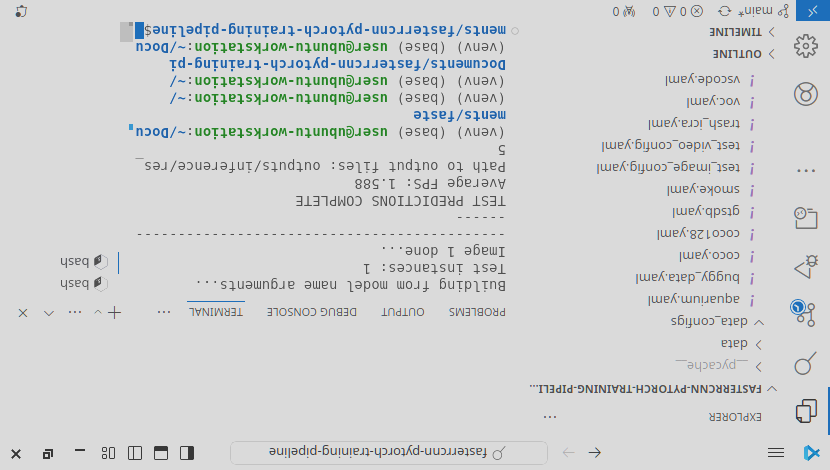 fasterrcnn-pytorch-training-pipeline
EXPLORER
FASTERRCNN-PYTORCH-TRAINING-PIPELI...
__pycache__
data
data_configs
aquarium.yaml
buggy_data.yaml
coco.yaml
coco128.yaml
gtsdb.yaml
smoke.yaml
test_image_config.yaml
test_video_config.yaml
trash_icra.yaml
voc.yaml
vscode.yaml
OUTLINE
TIMELINE
PROBLEMS OUTPUT DEBUG CONSOLE TERMINAL
Building from model name arguments...
Test instances: 1
Image 1 done...
--------------------------------------------
------
TEST PREDICTIONS COMPLETE
Average FPS: 1.588
Path to output files: outputs/inference/res_
5
(venv) (base) user@ubuntu-workstation:~/Docu
ments/faste
(venv) (base) user@ubuntu-workstation:~/
(venv) (base) user@ubuntu-workstation:~/
Documents/fasterrcnn-pytorch-training-pi
(venv) (base) user@ubuntu-workstation:~/Docu
ments/fasterrcnn-pytorch-training-pipeline$
bash
bash
main* 0 0 0